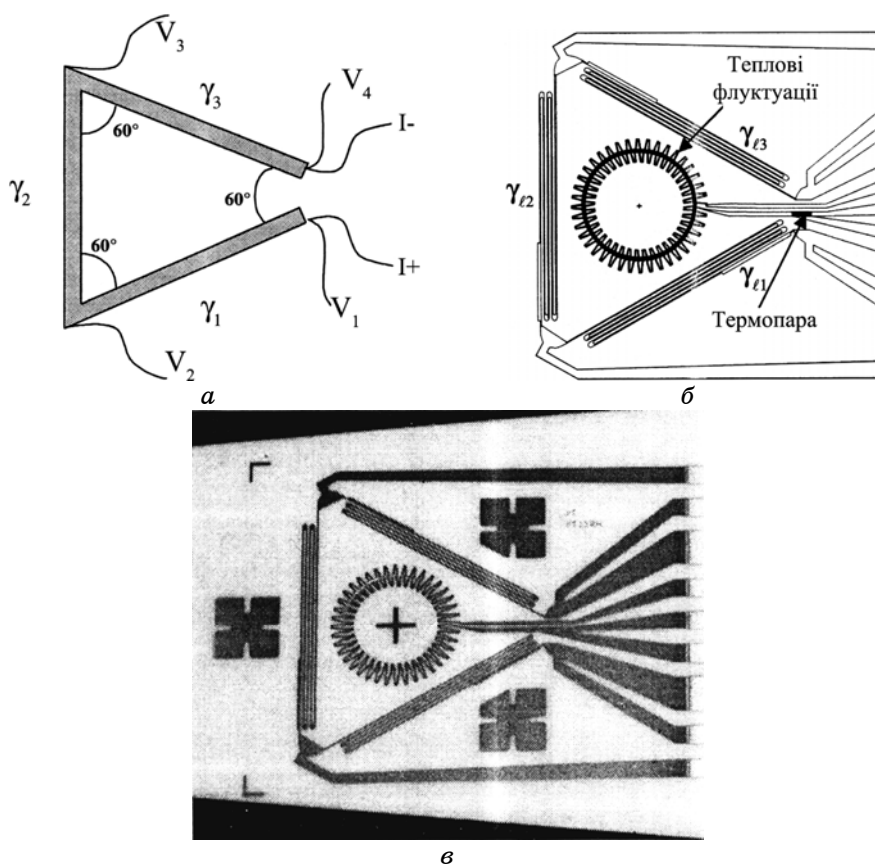 V₃
V₄
γ₃
I-
60°
γ₂
60°
60°
I+
γ₁
V₁
V₂
а
Теплові
флуктуації
γℓ3
γℓ2
γℓ1
Термопара
б
в